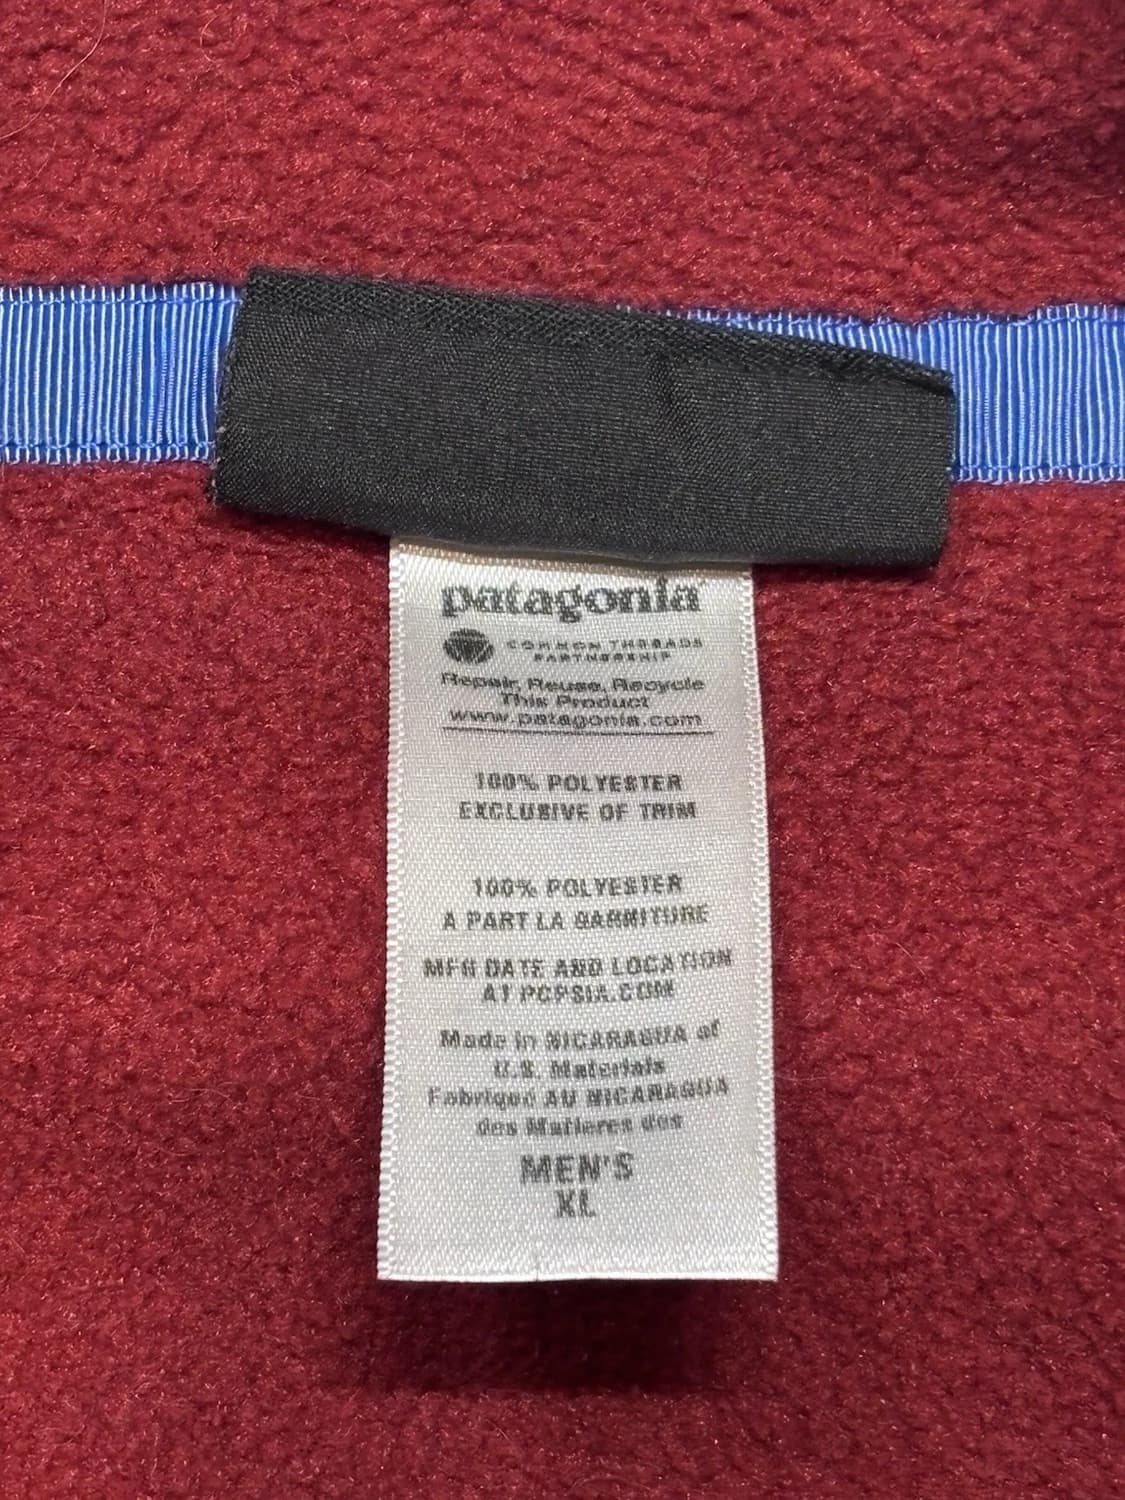 patagonia
COMMON THREADS
PARTNERSHIP
Repair, Reuse, Recycle
This Product
www.patagonia.com
100% POLYESTER
EXCLUSIVE OF TRIM
100% POLYESTER
A PART LA GARNITURE
MFG DATE AND LOCATION
AT PCPSIA.COM
Made in NICARAGUA of
U.S. Materials
Fabriqué AU NICARAGUA
des Matieres des
MEN'S
XL